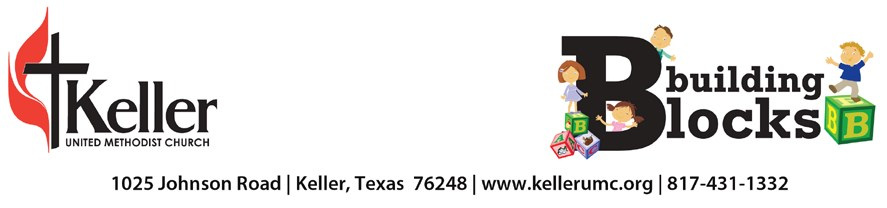 Keller
UNITED METHODIST CHURCH
building
Blocks
B B
1025 Johnson Road | Keller, Texas 76248 | www.kellerumc.org | 817-431-1332